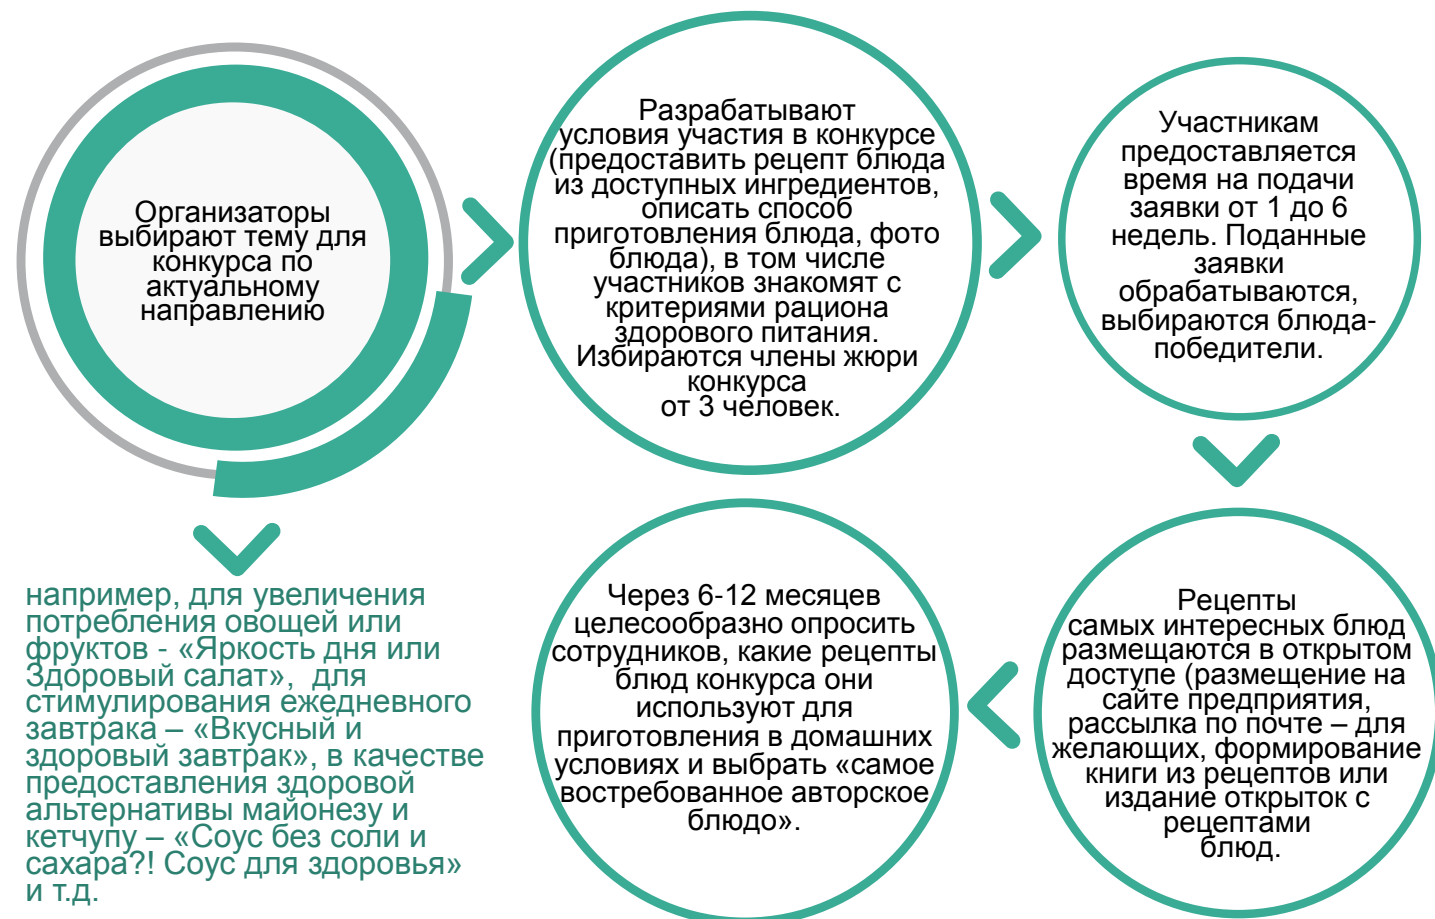 Организаторы
выбирают тему для
конкурса по
актуальному
направлению
например, для увеличения
потребления овощей или
фруктов - «Яркость дня или
Здоровый салат», для
стимулирования ежедневного
завтрака – «Вкусный и
здоровый завтрак», в качестве
предоставления здоровой
альтернативы майонезу и
кетчупу – «Соус без соли и
сахара?! Соус для здоровья»
и т.д.
Разрабатывают
условия участия в конкурсе
(предоставить рецепт блюда
из доступных ингредиентов,
описать способ
приготовления блюда, фото
блюда), в том числе
участников знакомят с
критериями рациона
здорового питания.
Избираются члены жюри
конкурса
от 3 человек.
Участникам
предоставляется
время на подачи
заявки от 1 до 6
недель. Поданные
заявки
обрабатываются,
выбираются блюда-
победители.
Рецепты
самых интересных блюд
размещаются в открытом
доступе (размещение на
сайте предприятия,
рассылка по почте – для
желающих, формирование
книги из рецептов или
издание открыток с
рецептами
блюд.
Через 6-12 месяцев
целесообразно опросить
сотрудников, какие рецепты
блюд конкурса они
используют для
приготовления в домашних
условиях и выбрать «самое
востребованное авторское
блюдо».